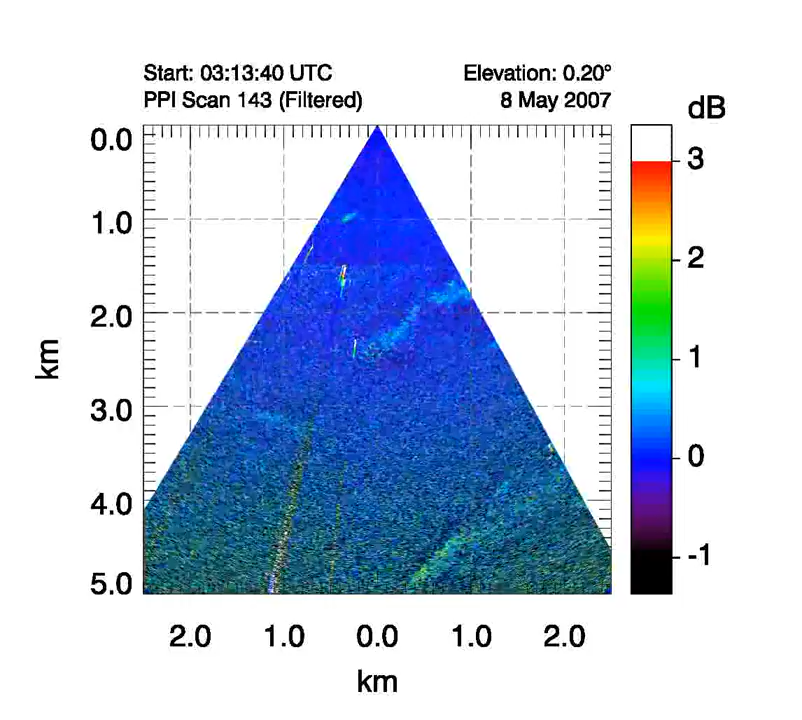 Start: 03:13:40 UTC
Elevation: 0.20°
PPI Scan 143 (Filtered)
8 May 2007
dB
0.0
1.0
2.0
3.0
4.0
5.0
km
3
2
1
0
-1
2.0 1.0 0.0 1.0 2.0
km